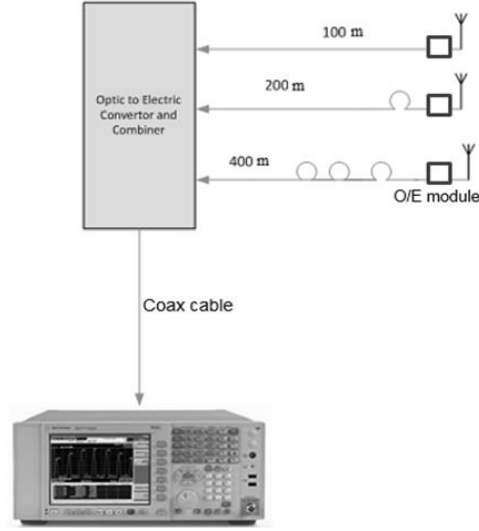 100 m
200 m
400 m
Optic to Electric
Convertor and
Combiner
O/E module
Coax cable